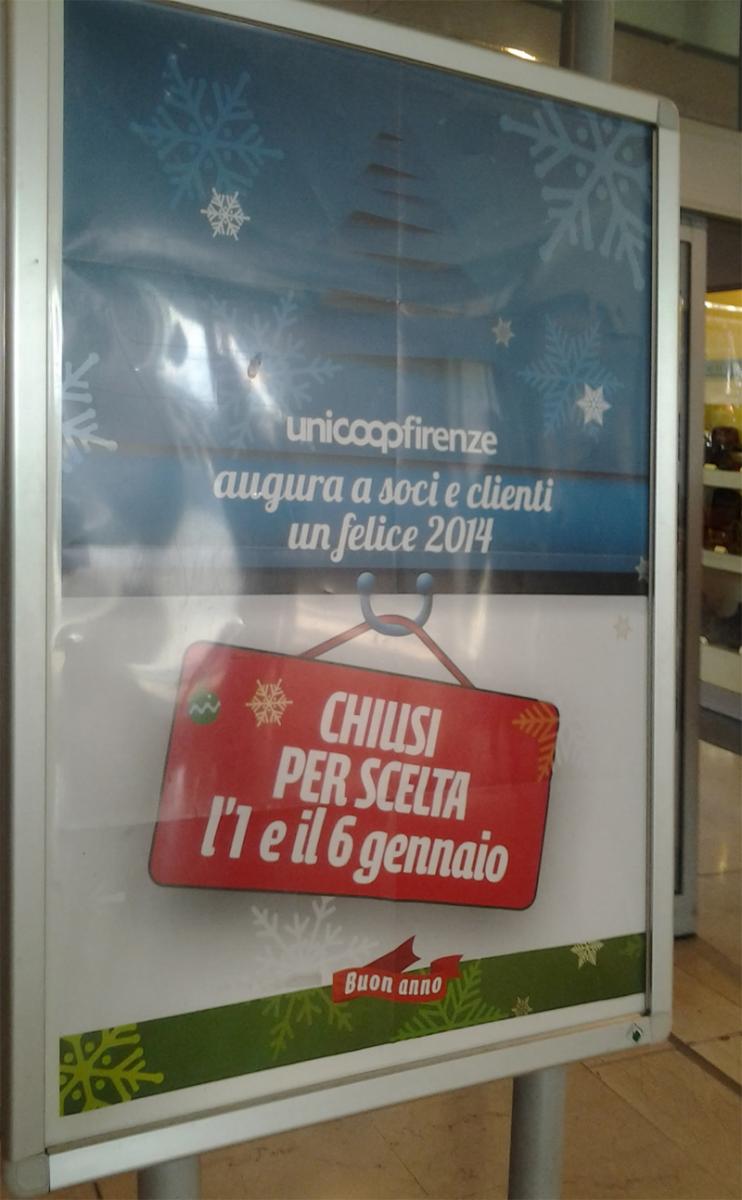 unicoopfirenze
augura a soci e clienti
un felice 2014
CHIUSI
PER SCELTA
l'1 e il 6 gennaio
Buon anno